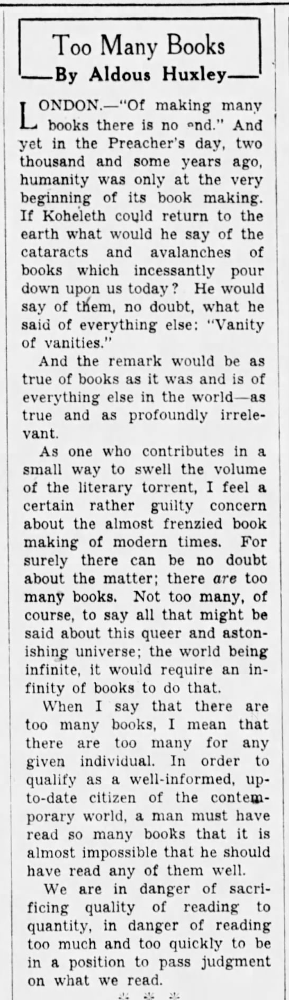 Too Many Books
By Aldous Huxley
LONDON.—"Of making many
books there is no end." And
yet in the Preacher's day, two
thousand and some years ago,
humanity was only at the very
beginning of its book making.
If Koheleth could return to the
earth what would he say of the
cataracts and avalanches of
books which incessantly pour
down upon us today? He would
say of them, no doubt, what he
said of everything else: "Vanity
of vanities."
And the remark would be as
true of books as it was and is of
everything else in the world—as
true and as profoundly irrele-
vant.
As one who contributes in a
small way to swell the volume
of the literary torrent, I feel a
certain rather guilty concern
about the almost frenzied book
making of modern times. For
surely there can be no doubt
about the matter; there are too
many books. Not too many, of
course, to say all that might be
said about this queer and aston-
ishing universe; the world being
infinite, it would require an in-
finity of books to do that.
When I say that there are
too many books, I mean that
there are too many for any
given individual. In order to
qualify as a well-informed, up-
to-date citizen of the contem-
porary world, a man must have
read so many books that it is
almost impossible that he should
have read any of them well.
We are in danger of sacri-
ficing quality of reading to
quantity, in danger of reading
too much and too quickly to be
in a position to pass judgment
on what we read.
* * *